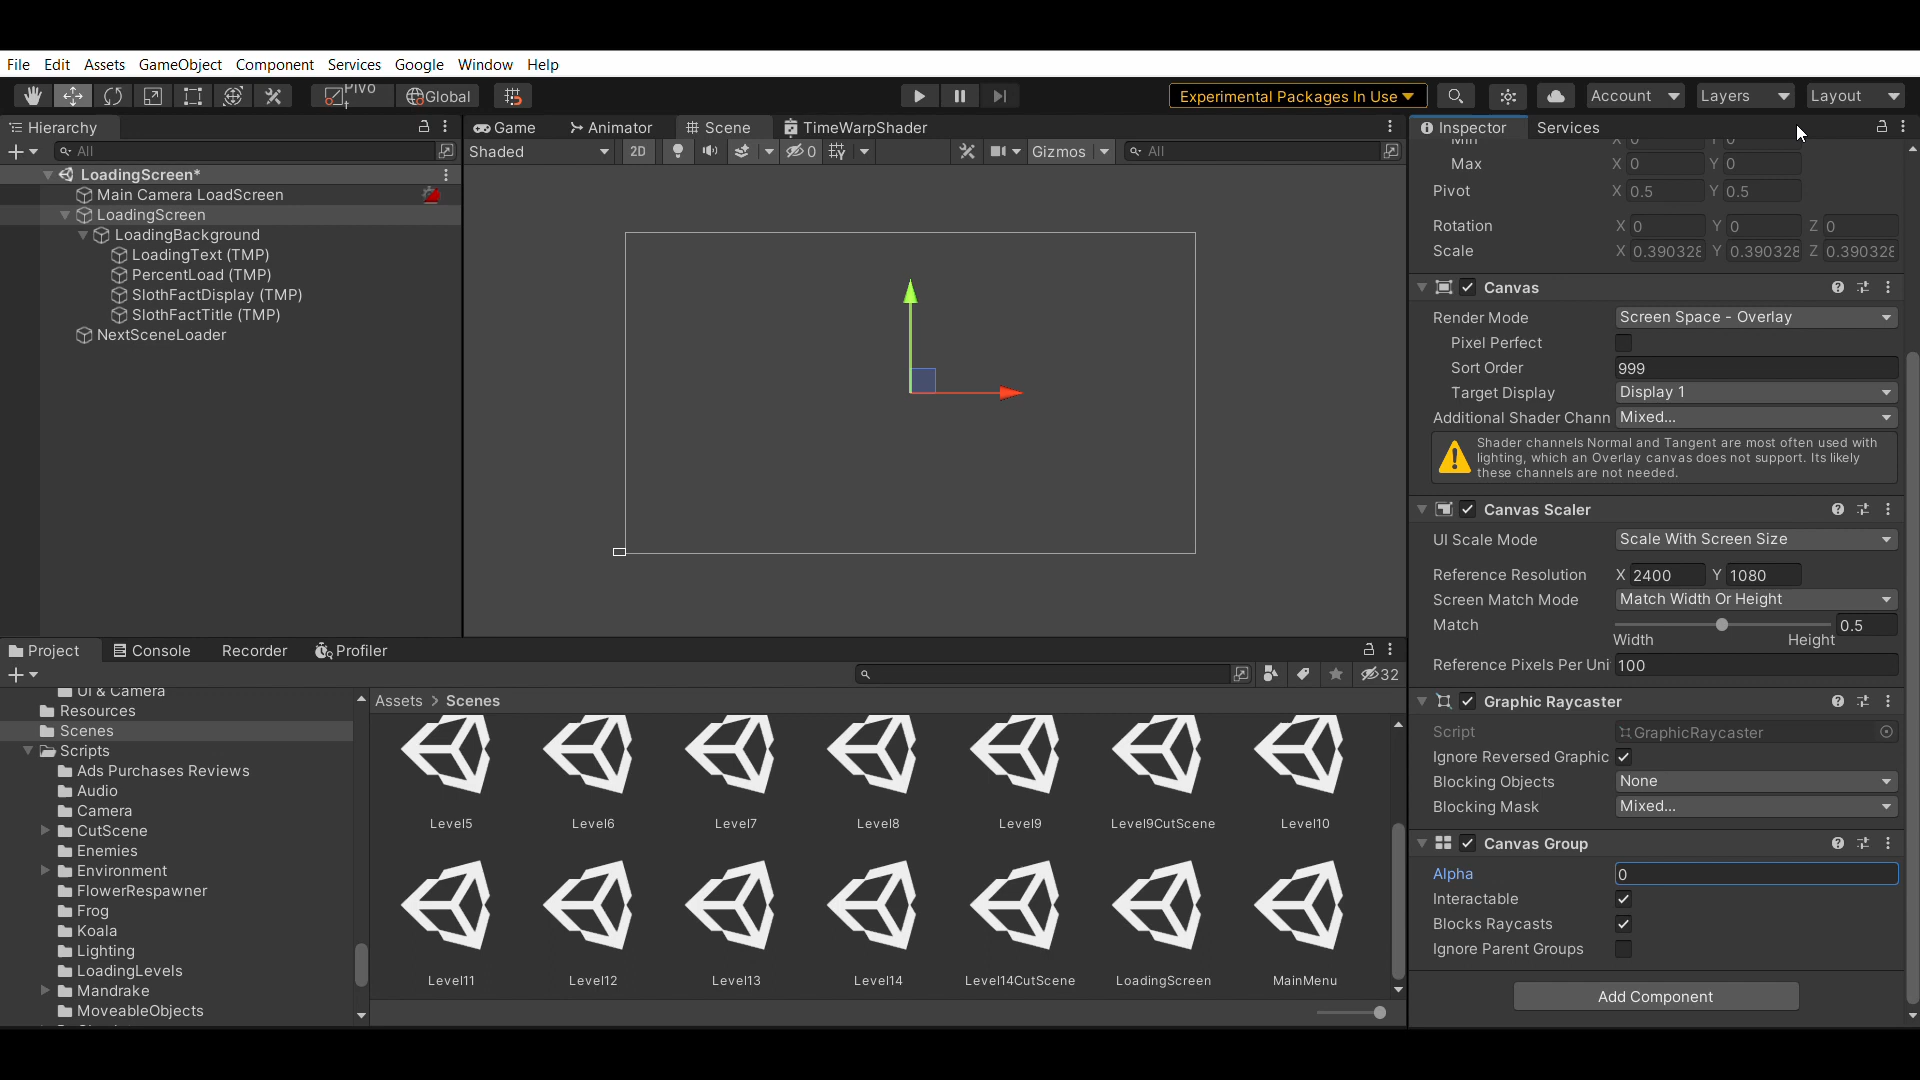 File Edit Assets GameObject Component Services Google Window Help
Pivot Global Experimental Packages In Use Account Layers Layout
Hierarchy
All
LoadingScreen*
Main Camera LoadScreen
LoadingScreen
LoadingBackground
LoadingText (TMP)
PercentLoad (TMP)
SlothFactDisplay (TMP)
SlothFactTitle (TMP)
NextSceneLoader
Game Animator Scene TimeWarpShader
Shaded 2D 0 Gizmos All
Inspector Services
Min X 0 Y 0
Max X 0 Y 0
Pivot X 0.5 Y 0.5
Rotation X 0 Y 0 Z 0
Scale X 0.390328 Y 0.390328 Z 0.390328
Canvas
Render Mode Screen Space - Overlay
Pixel Perfect
Sort Order 999
Target Display Display 1
Additional Shader Chann Mixed...
Shader channels Normal and Tangent are most often used with
lighting, which an Overlay canvas does not support. Its likely
these channels are not needed.
Canvas Scaler
UI Scale Mode Scale With Screen Size
Reference Resolution X 2400 Y 1080
Screen Match Mode Match Width Or Height
Match 0.5
Width Height
Reference Pixels Per Uni 100
Graphic Raycaster
Script GraphicRaycaster
Ignore Reversed Graphic
Blocking Objects None
Blocking Mask Mixed...
Canvas Group
Alpha 0
Interactable
Blocks Raycasts
Ignore Parent Groups
Add Component
Project Console Recorder Profiler
32
UI & Camera
Resources
Scenes
Scripts
Ads Purchases Reviews
Audio
Camera
CutScene
Enemies
Environment
FlowerRespawner
Frog
Koala
Lighting
LoadingLevels
Mandrake
MoveableObjects
Assets > Scenes
Level5 Level6 Level7 Level8 Level9 Level9CutScene Level10
Level11 Level12 Level13 Level14 Level14CutScene LoadingScreen MainMenu